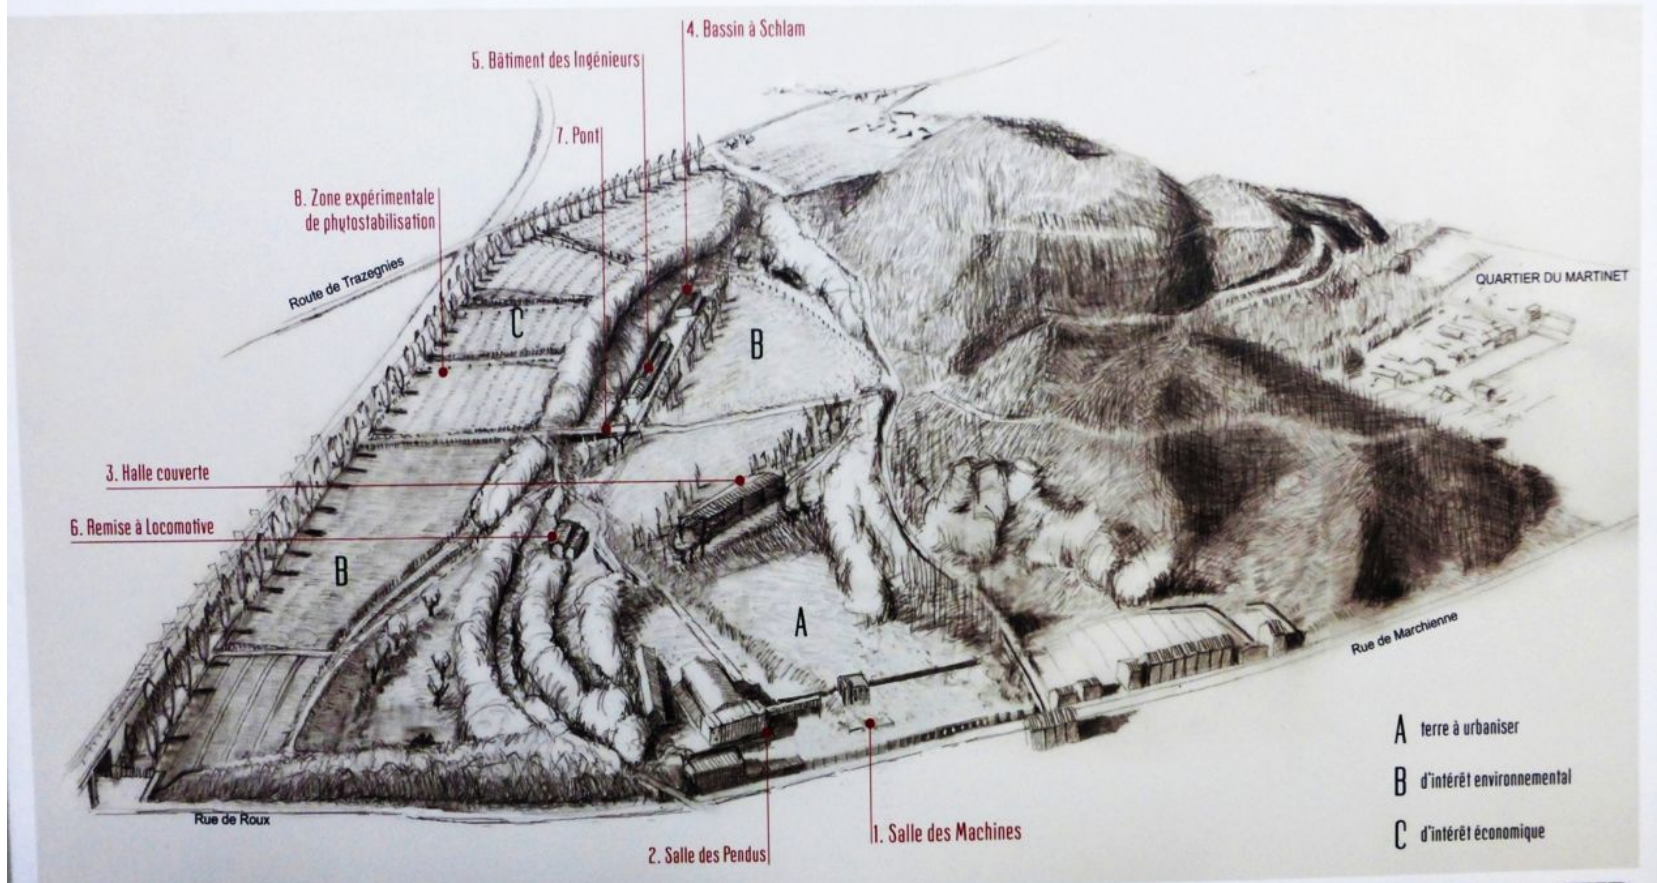 4. Bassin à Schlam
5. Bâtiment des Ingénieurs
7. Pont
8. Zone expérimentale
de phytostabilisation
Route de Trazegnies
QUARTIER DU MARTINET
C
B
3. Halle couverte
6. Remise à Locomotive
B
A
Rue de Marchienne
A terre à urbaniser
B d'intérêt environnemental
C d'intérêt économique
Rue de Roux
1. Salle des Machines
2. Salle des Pendus